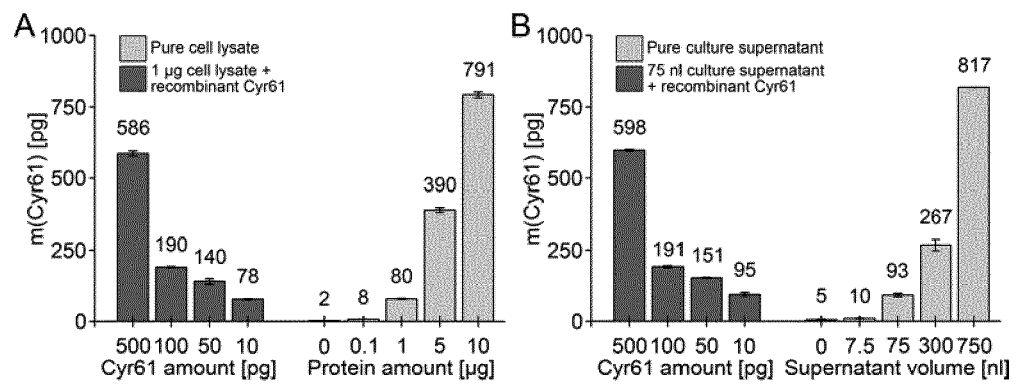 A
Pure cell lysate
1 µg cell lysate +
recombinant Cyr61
m(Cyr61) [pg]
1000
750
500
250
0
586
190
140
78
2
8
80
390
791
500 100 50 10 0 0.1 1 5 10
Cyr61 amount [pg] Protein amount [µg]
B
Pure culture supernatant
75 nl culture supernatant
+ recombinant Cyr61
m(Cyr61) [pg]
1000
750
500
250
0
598
191
151
95
5
10
93
267
817
500 100 50 10 0 7.5 75 300 750
Cyr61 amount [pg] Supernatant volume [nl]